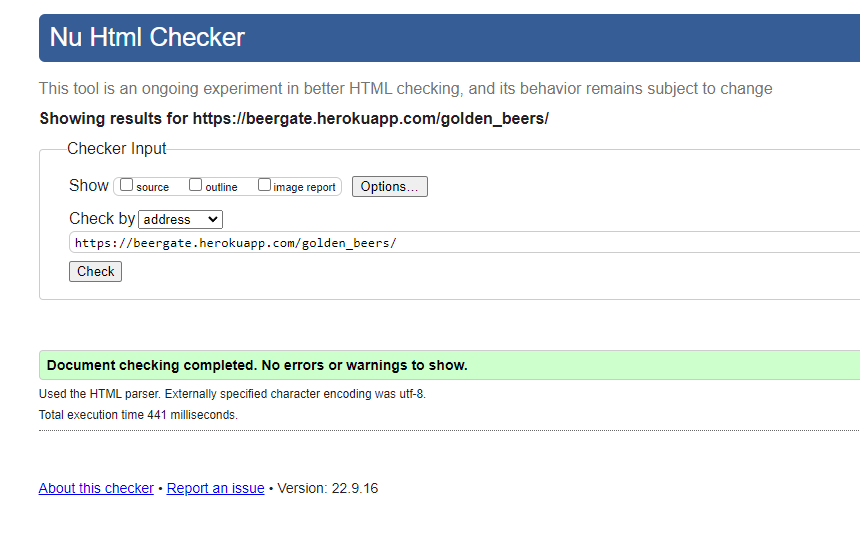 Nu Html Checker
This tool is an ongoing experiment in better HTML checking, and its behavior remains subject to change
Showing results for https://beergate.herokuapp.com/golden_beers/
Checker Input
Show source outline image report Options...
Check by address
https://beergate.herokuapp.com/golden_beers/
Check
Document checking completed. No errors or warnings to show.
Used the HTML parser. Externally specified character encoding was utf-8.
Total execution time 441 milliseconds.
About this checker • Report an issue • Version: 22.9.16